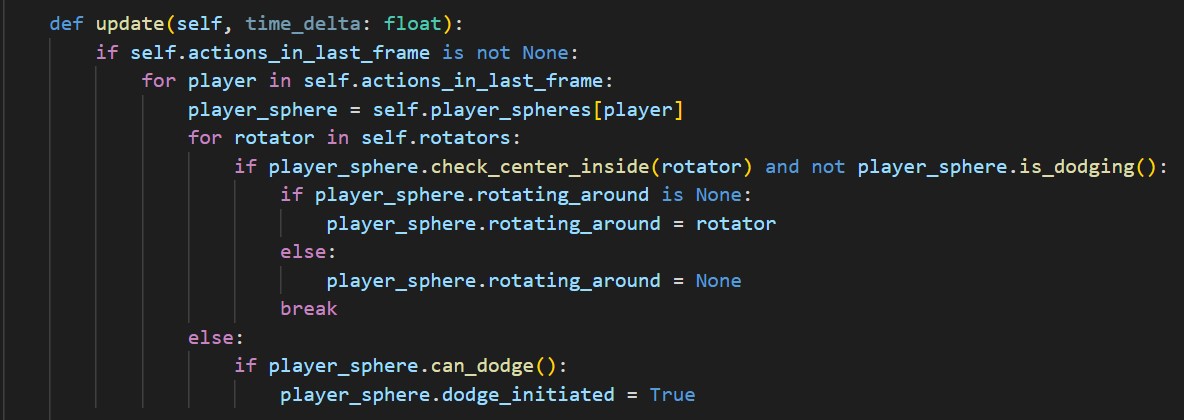 def update(self, time_delta: float):
    if self.actions_in_last_frame is not None:
        for player in self.actions_in_last_frame:
            player_sphere = self.player_spheres[player]
            for rotator in self.rotators:
                if player_sphere.check_center_inside(rotator) and not player_sphere.is_dodging():
                    if player_sphere.rotating_around is None:
                        player_sphere.rotating_around = rotator
                    else:
                        player_sphere.rotating_around = None
                    break
            else:
                if player_sphere.can_dodge():
                    player_sphere.dodge_initiated = True